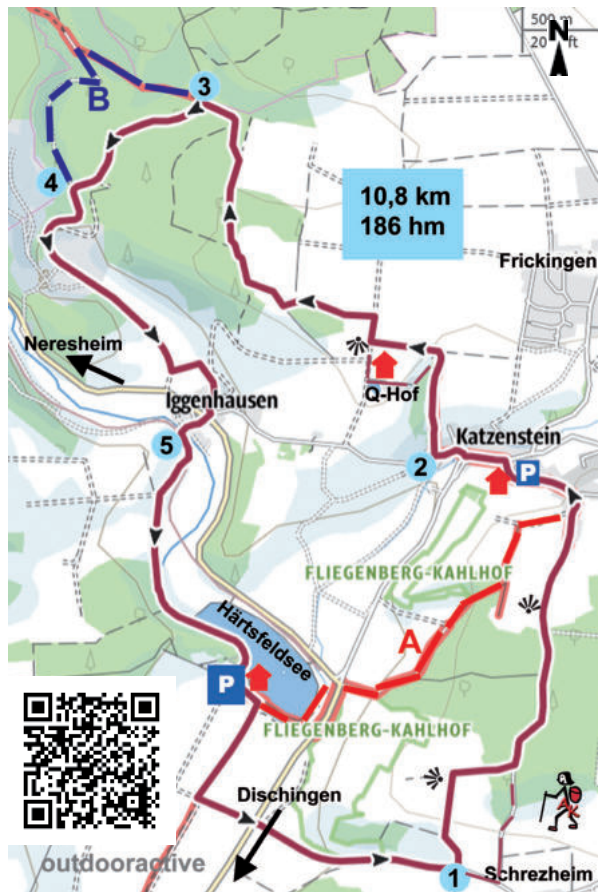 500 m
20 ft
N
3
B
4
10,8 km
186 hm
Frickingen
Neresheim
Iggenhausen
Q-Hof
Katzenstein
5
2
P
FLIEGENBERG-KAHLHOF
A
Härtsfeldsee
P
FLIEGENBERG-KAHLHOF
Dischingen
outdooractive
1
Schrezheim